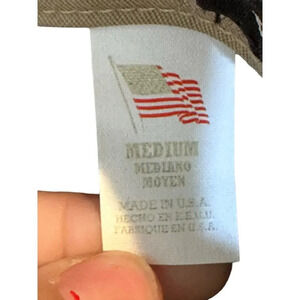 MEDIUM
MEDIANO
MOYEN
MADE IN U.S.A.
HECHO EN E.E.U.U.
FABRIQUE EN U.S.A.